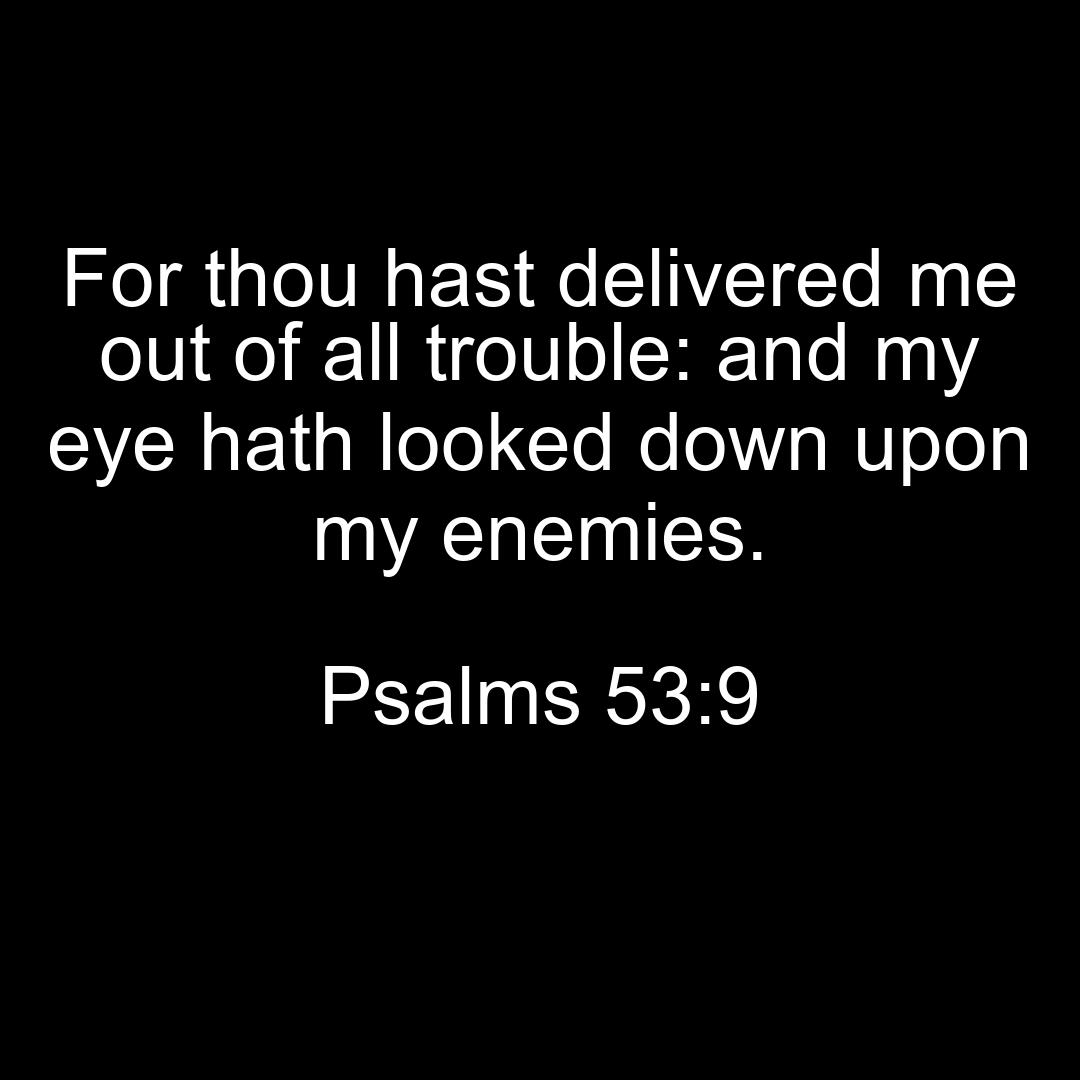 For thou hast delivered me
out of all trouble: and my
eye hath looked down upon
my enemies.
Psalms 53:9